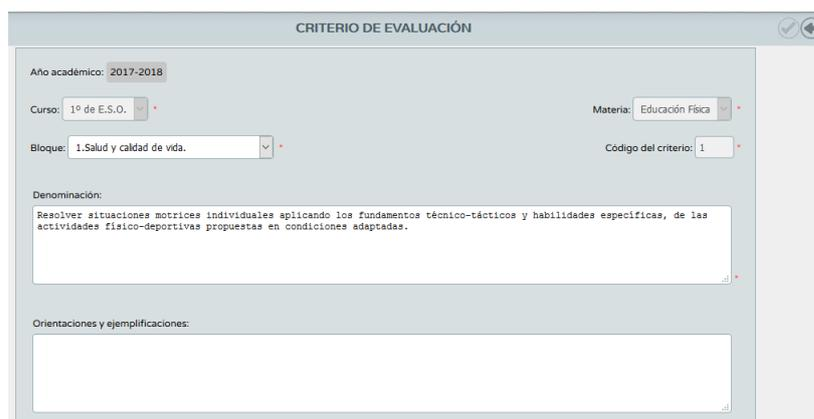 CRITERIO DE EVALUACIÓN
Año académico: 2017-2018
Curso: 1º de E.S.O. * Materia: Educación Física *
Bloque: 1.Salud y calidad de vida. * Código del criterio: 1 *
Denominación:
Resolver situaciones motrices individuales aplicando los fundamentos técnico-tácticos y habilidades específicas, de las
actividades físico-deportivas propuestas en condiciones adaptadas.
*
Orientaciones y ejemplificaciones: